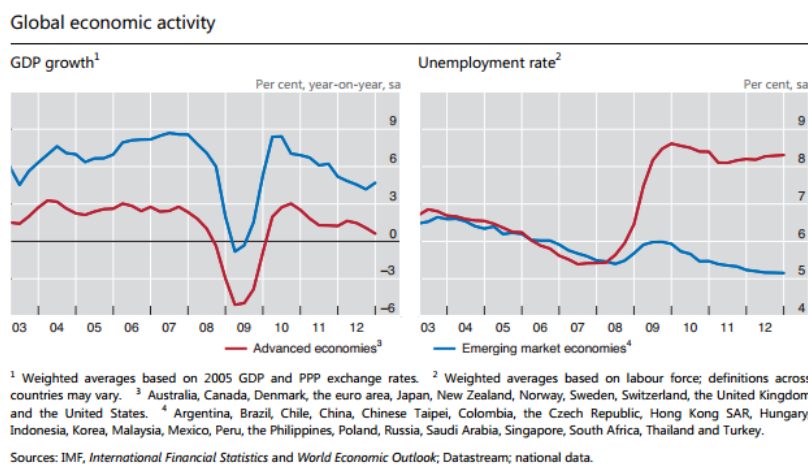 Global economic activity
GDP growth1
Unemployment rate2
Per cent, year-on-year, sa
Per cent, sa
9
6
3
0
–3
–6
9
8
7
6
5
4
03 04 05 06 07 08 09 10 11 12
03 04 05 06 07 08 09 10 11 12
Advanced economies3
Emerging market economies4
1 Weighted averages based on 2005 GDP and PPP exchange rates. 2 Weighted averages based on labour force; definitions across
countries may vary. 3 Australia, Canada, Denmark, the euro area, Japan, New Zealand, Norway, Sweden, Switzerland, the United Kingdom
and the United States. 4 Argentina, Brazil, Chile, China, Chinese Taipei, Colombia, the Czech Republic, Hong Kong SAR, Hungary,
Indonesia, Korea, Malaysia, Mexico, Peru, the Philippines, Poland, Russia, Saudi Arabia, Singapore, South Africa, Thailand and Turkey.
Sources: IMF, International Financial Statistics and World Economic Outlook; Datastream; national data.